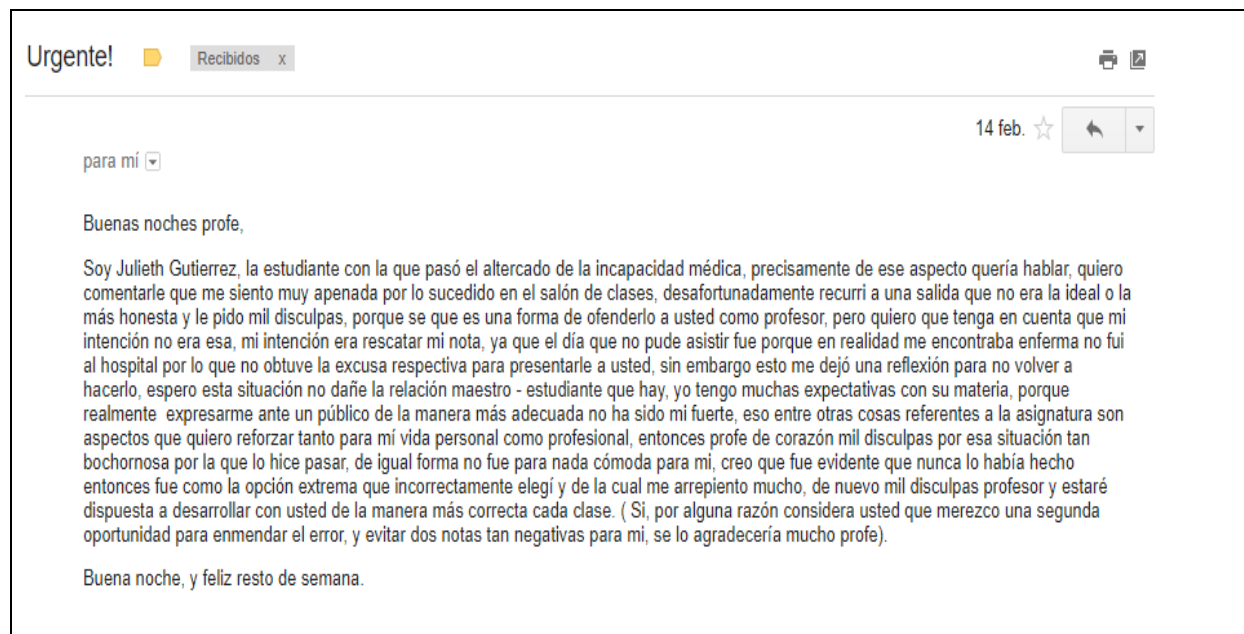 Urgente!
Recibidos x
14 feb.
para mí
Buenas noches profe,
Soy Julieth Gutierrez, la estudiante con la que pasó el altercado de la incapacidad médica, precisamente de ese aspecto quería hablar, quiero
comentarle que me siento muy apenada por lo sucedido en el salón de clases, desafortunadamente recurri a una salida que no era la ideal o la
más honesta y le pido mil disculpas, porque se que es una forma de ofenderlo a usted como profesor, pero quiero que tenga en cuenta que mi
intención no era esa, mi intención era rescatar mi nota, ya que el día que no pude asistir fue porque en realidad me encontraba enferma no fui
al hospital por lo que no obtuve la excusa respectiva para presentarle a usted, sin embargo esto me dejó una reflexión para no volver a
hacerlo, espero esta situación no dañe la relación maestro - estudiante que hay, yo tengo muchas expectativas con su materia, porque
realmente expresarme ante un público de la manera más adecuada no ha sido mi fuerte, eso entre otras cosas referentes a la asignatura son
aspectos que quiero reforzar tanto para mí vida personal como profesional, entonces profe de corazón mil disculpas por esa situación tan
bochornosa por la que lo hice pasar, de igual forma no fue para nada cómoda para mi, creo que fue evidente que nunca lo había hecho
entonces fue como la opción extrema que incorrectamente elegí y de la cual me arrepiento mucho, de nuevo mil disculpas profesor y estaré
dispuesta a desarrollar con usted de la manera más correcta cada clase. ( Si, por alguna razón considera usted que merezco una segunda
oportunidad para enmendar el error, y evitar dos notas tan negativas para mi, se lo agradecería mucho profe).
Buena noche, y feliz resto de semana.